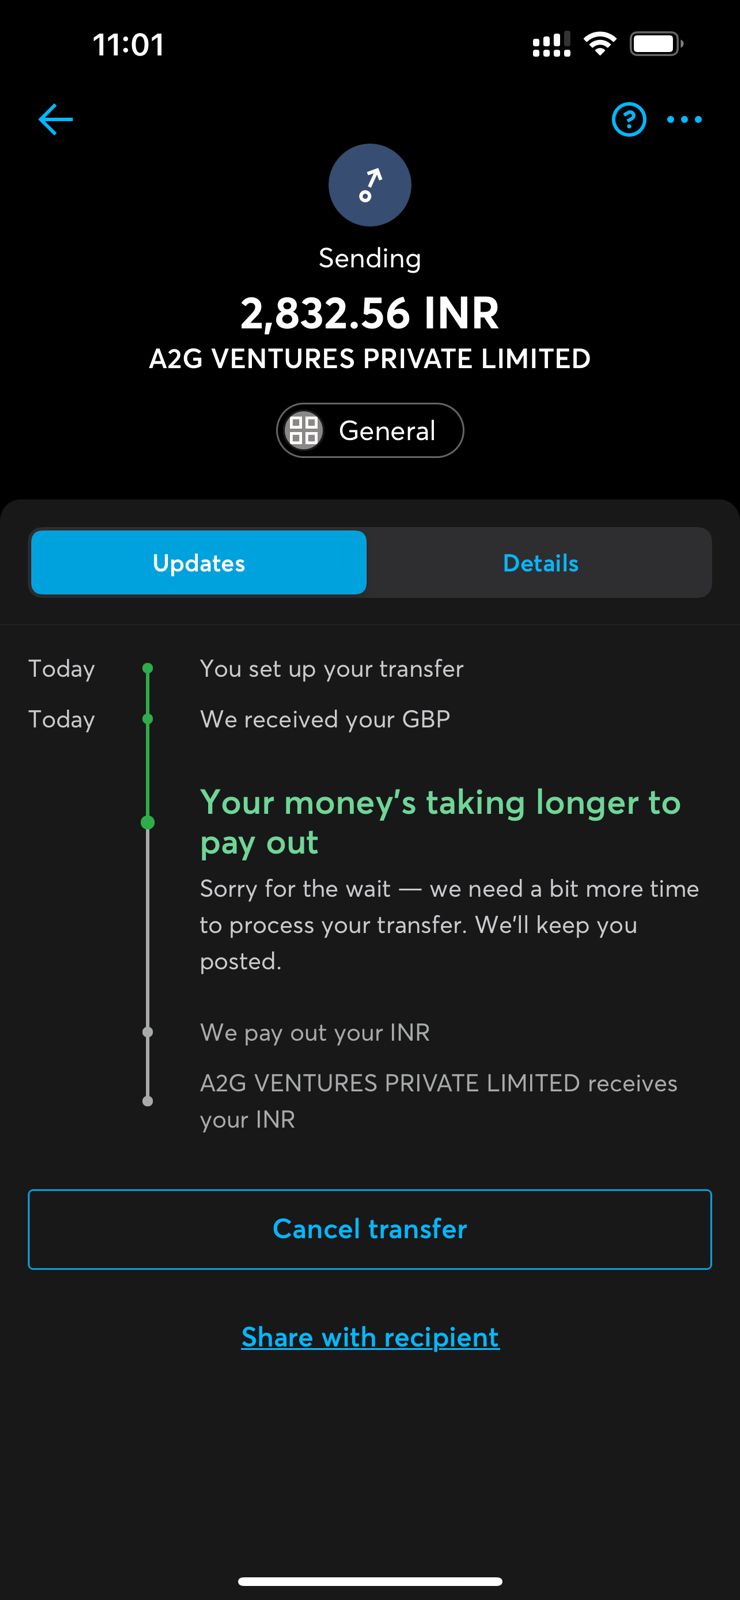 11:01
Sending
2,832.56 INR
A2G VENTURES PRIVATE LIMITED
General
Updates
Details
Today
You set up your transfer
Today
We received your GBP
Your money's taking longer to
pay out
Sorry for the wait — we need a bit more time
to process your transfer. We'll keep you
posted.
We pay out your INR
A2G VENTURES PRIVATE LIMITED receives
your INR
Cancel transfer
Share with recipient